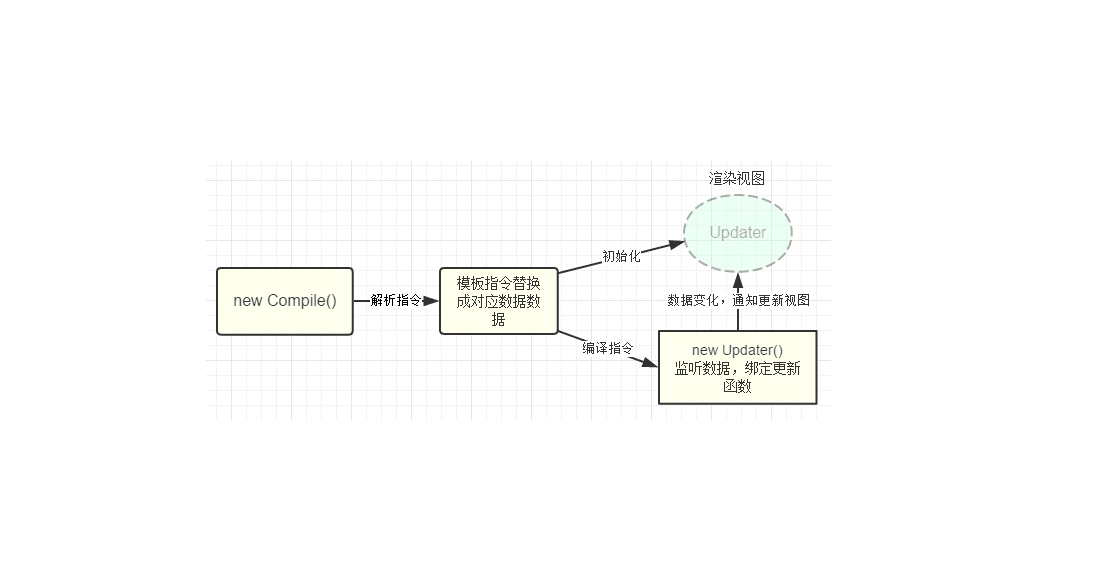 渲染视图
Updater
初始化
new Compile()
解析指令
模板指令替换
成对应数据数
据
数据变化，通知更新视图
编译指令
new Updater()
监听数据，绑定更新
函数